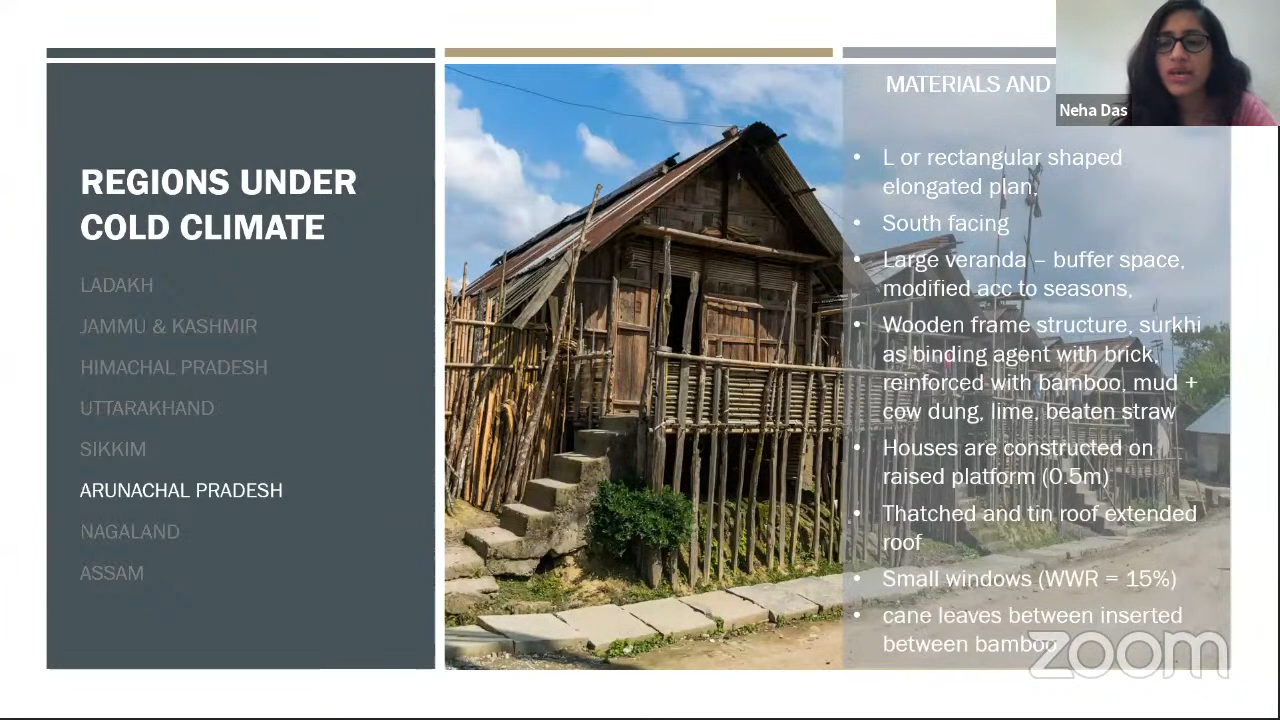 REGIONS UNDER
COLD CLIMATE
LADAKH
JAMMU & KASHMIR
HIMACHAL PRADESH
UTTARAKHAND
SIKKIM
ARUNACHAL PRADESH
NAGALAND
ASSAM
MATERIALS AND
• L or rectangular shaped
elongated plan,
• South facing
• Large veranda – buffer space,
modified acc to seasons,
• Wooden frame structure, surkhi
as binding agent with brick,
reinforced with bamboo, mud +
cow dung, lime, beaten straw
• Houses are constructed on
raised platform (0.5m)
• Thatched and tin roof extended
roof
• Small windows (WWR = 15%)
• cane leaves between inserted
between bamboo
Neha Das
zoom